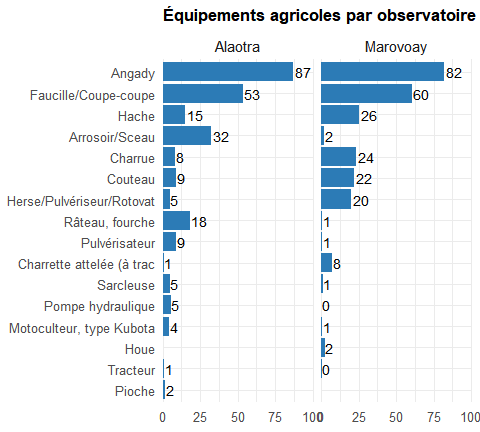 Équipements agricoles par observatoire
Alaotra Marovoay
Angady 87 82
Faucille/Coupe-coupe 53 60
Hache 15 26
Arrosoir/Sceau 32 2
Charrue 8 24
Couteau 9 22
Herse/Pulvériseur/Rotovat 5 20
Râteau, fourche 18 1
Pulvérisateur 9 1
Charrette attelée (à trac 1 8
Sarcleuse 5 1
Pompe hydraulique 5 0
Motoculteur, type Kubota 4 1
Houe 2
Tracteur 1 0
Pioche 2
0 25 50 75 100 0 25 50 75 100